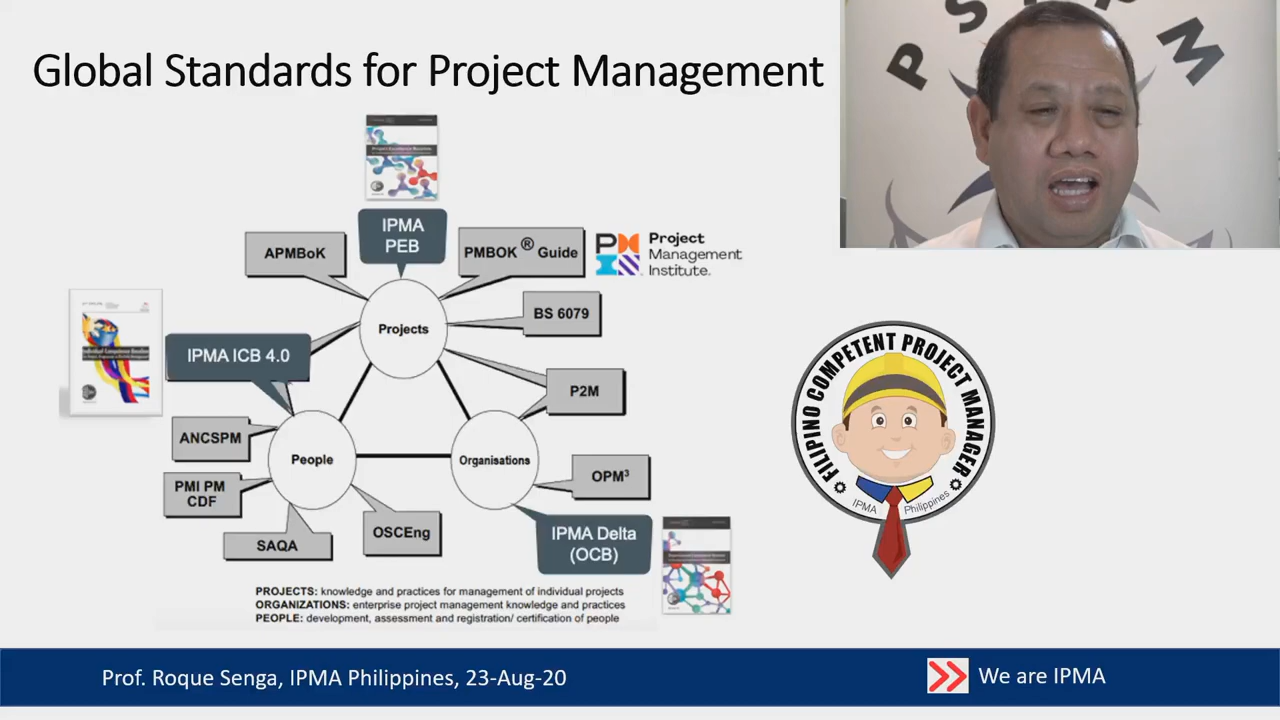 Global Standards for Project Management
PSPM
IPMA
PEB
APMBoK
PMBOK® Guide
Project
Management
Institute.
Projects
BS 6079
IPMA ICB 4.0
P2M
ANCSPM
People
Organisations
PMI PM
CDF
OPM³
OSCEng
SAQA
IPMA Delta
(OCB)
PROJECTS: knowledge and practices for management of individual projects
ORGANIZATIONS: enterprise project management knowledge and practices
PEOPLE: development, assessment and registration/ certification of people
FILIPINO COMPETENT PROJECT MANAGER
IPMA Philippines
Prof. Roque Senga, IPMA Philippines, 23-Aug-20
We are IPMA